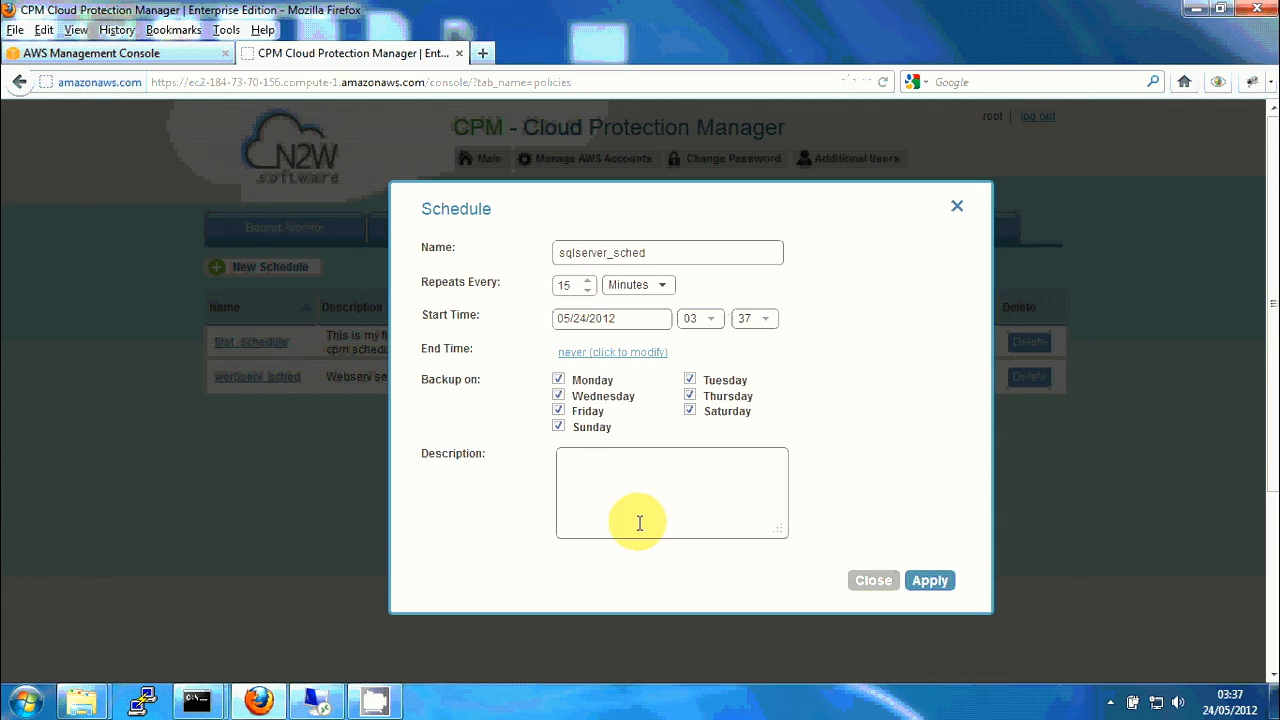 CPM Cloud Protection Manager | Enterprise Edition - Mozilla Firefox
File Edit View History Bookmarks Tools Help
AWS Management Console × CPM Cloud Protection Manager | Ent... × +
amazonaws.com https://ec2-184-73-70-156.compute-1.amazonaws.com/console/?tab_name=policies Google
N2W software
CPM - Cloud Protection Manager
root | log out
Main Manage AWS Accounts Change Password Additional Users
Backup Monitor
New Schedule
Name Description Delete
first_schedule This is my fi
cpm schedu Delete
Webserv se Delete
Schedule
Name: sqlserver_sched
Repeats Every: 15 Minutes
Start Time: 05/24/2012 03 37
End Time: never (click to modify)
Backup on: Monday Tuesday
Wednesday Thursday
Friday Saturday
Sunday
Description:
Close Apply
03:37
24/05/2012